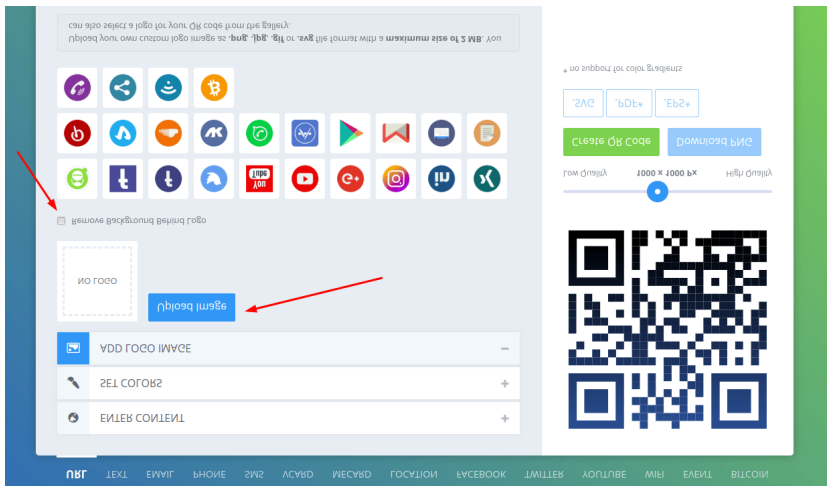 URL TEXT EMAIL PHONE SMS VCARD MECARD LOCATION FACEBOOK TWITTER YOUTUBE WIFI EVENT BITCOIN
ENTER CONTENT +
SET COLORS +
ADD LOGO IMAGE −
NO LOGO
Upload Image
Remove Background Behind Logo
You
Tube
G+
in
Upload your own custom logo image as .png, .jpg, .gif or .svg file format with a maximum size of 2 MB. You
can also select a logo for your QR code from the gallery.
Low Quality 1000 x 1000 Px High Quality
Create QR Code Download PNG
.SVG .PDF* .EPS*
* no support for color gradients